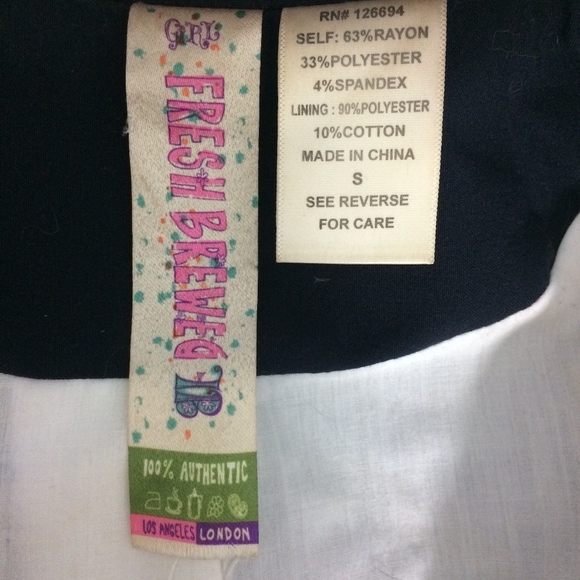 GIRL
FRESH BREWED
TB
100% AUTHENTIC
LOS ANGELES LONDON
RN# 126694
SELF: 63%RAYON
33%POLYESTER
4%SPANDEX
LINING : 90%POLYESTER
10%COTTON
MADE IN CHINA
S
SEE REVERSE
FOR CARE